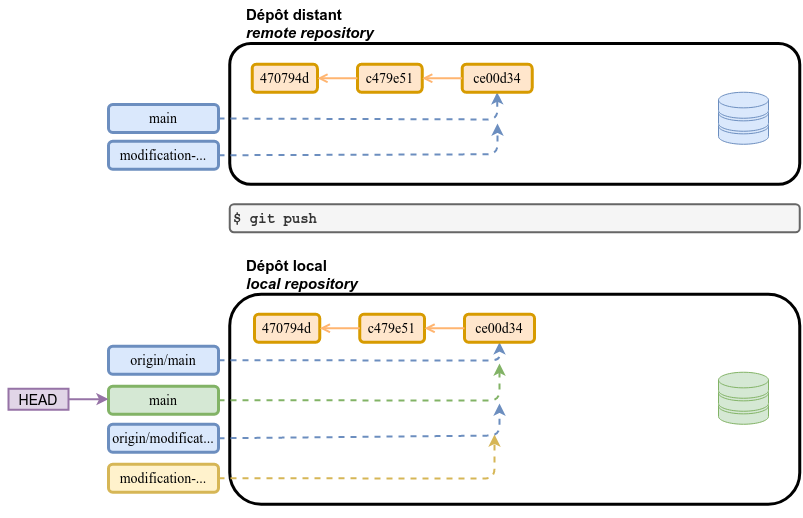 Dépôt distant
remote repository
470794d c479e51 ce00d34
main
modification-...
$ git push
Dépôt local
local repository
470794d c479e51 ce00d34
origin/main
HEAD main
origin/modificat...
modification-...